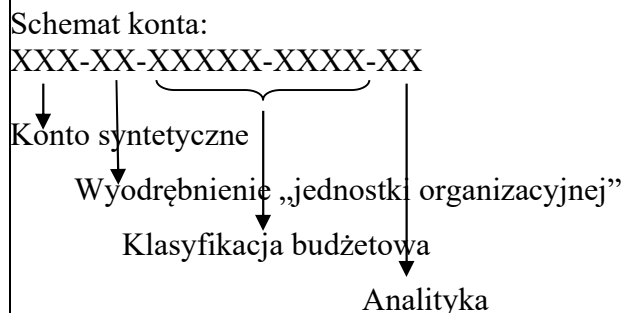 Schemat konta:
XXX-XX-XXXXX-XXXX-XX
Konto syntetyczne
Wyodrębnienie „jednostki organizacyjnej”
Klasyfikacja budżetowa
Analityka